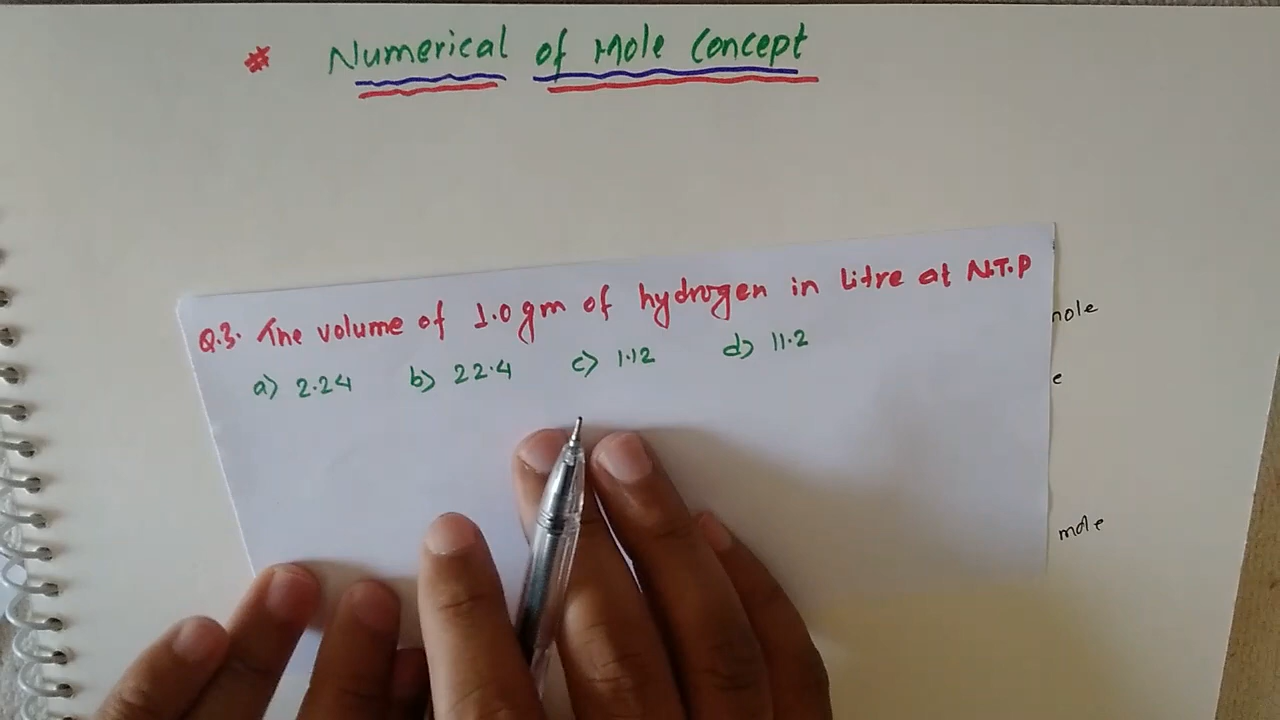 * Numerical of Mole Concept
Q.3. The volume of 1.0 gm of hydrogen in litre at N.T.P
a) 2.24 b) 22.4 c) 1.12 d) 11.2
mole
e
mole